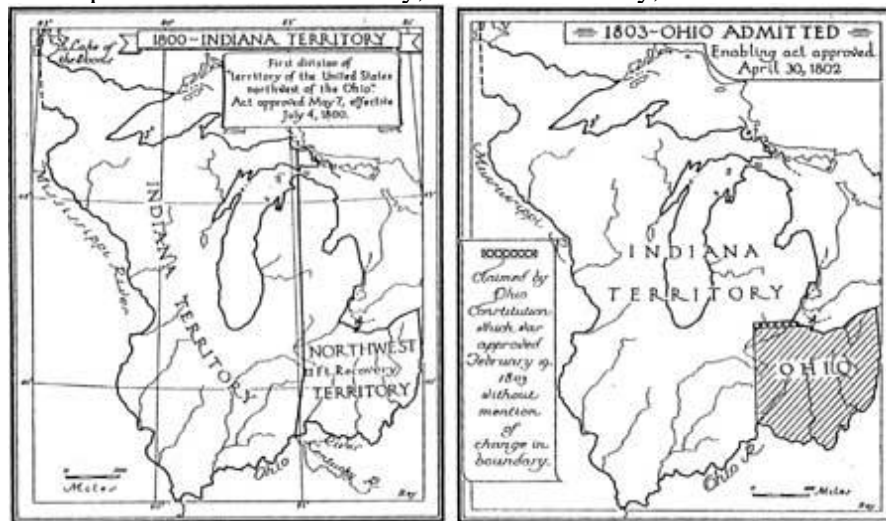 1800–INDIANA TERRITORY
Lake of
the Woods
First division of
"territory of the United States
northwest of the Ohio."
Act approved May 7, effective
July 4, 1800.
Mississippi River
INDIANA
TERRITORY
NORTHWEST
Ft. Recovery
TERRITORY
Ohio
River
Kentucky R.
Miles
85°
1803–OHIO ADMITTED
Enabling act approved
April 30, 1802
Mississippi
INDIANA
TERRITORY
Claimed by
Ohio
Constitution
which was
approved
February 19,
1803
without
mention
of
change in
boundary.
OHIO
Ohio R.
Miles